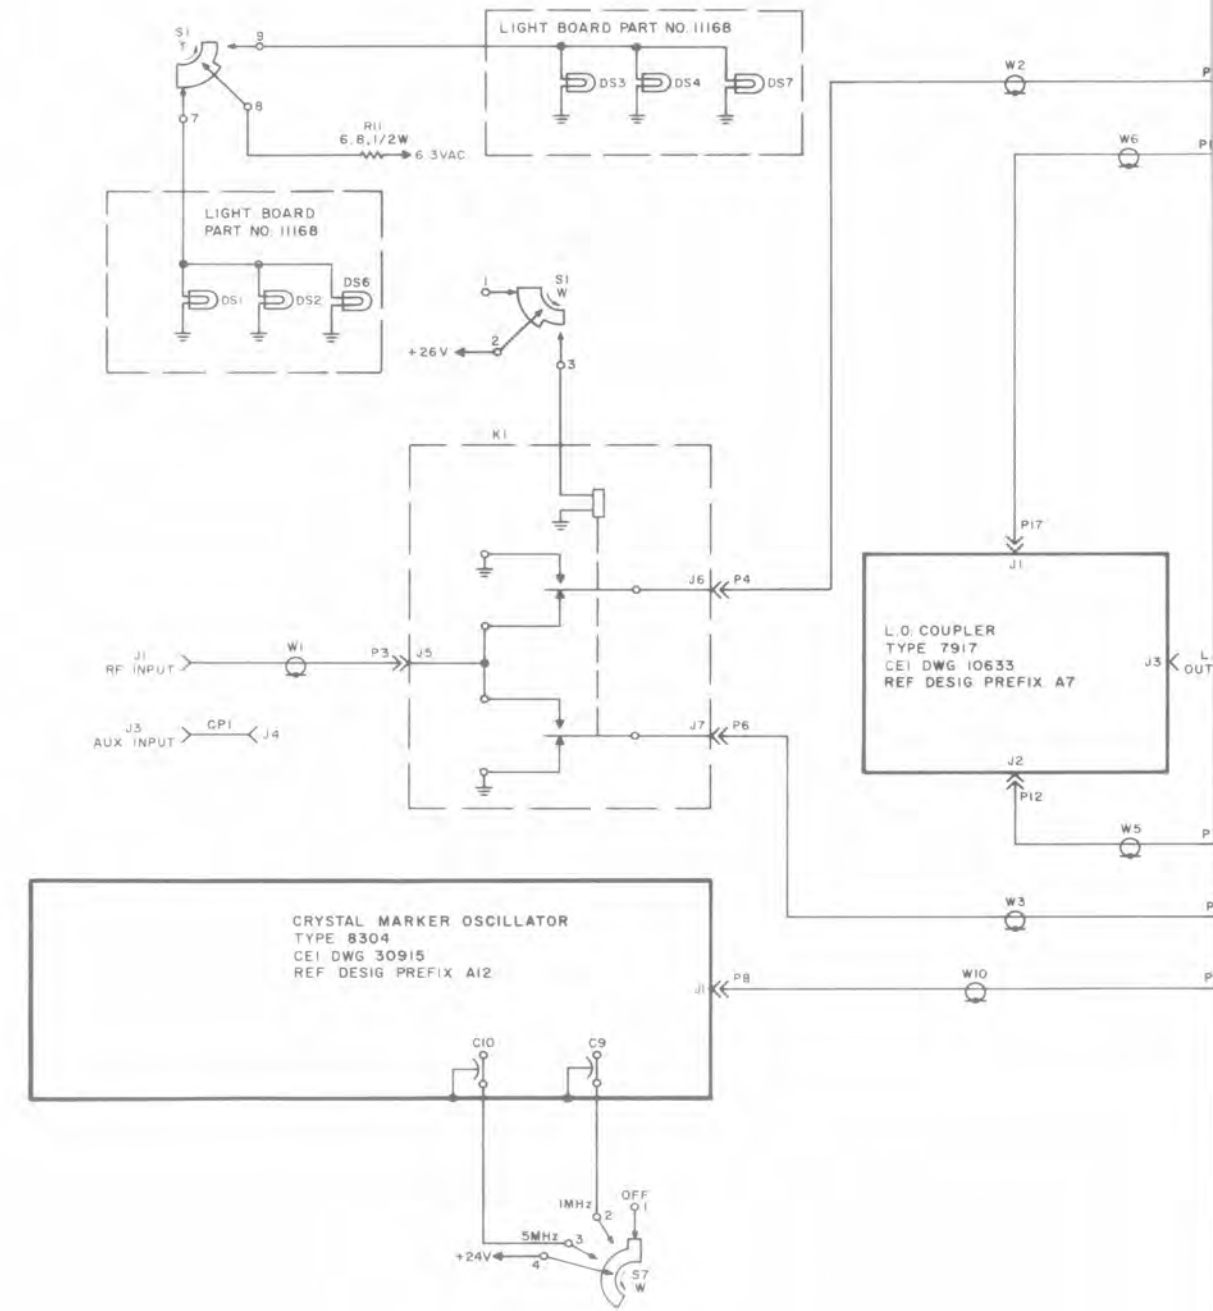 S1
T
9
8
7
R11
6.8,1/2W
6.3VAC
LIGHT BOARD PART NO. 11168
DS3
DS4
DS7
W2
P
W6
P1
LIGHT BOARD
PART NO. 11168
DS1
DS2
DS6
1
S1
W
2
+26V
3
K1
P17
J1
J6
P4
L.O. COUPLER
TYPE 7917
CEI DWG 10633
REF DESIG PREFIX A7
J3
L.
OUT
J1
RF INPUT
W1
P3
J5
J3
AUX INPUT
CP1
J4
J7
P6
J2
P12
W5
P
W3
P
CRYSTAL MARKER OSCILLATOR
TYPE 8304
CEI DWG 30915
REF DESIG PREFIX A12
J1
P8
W10
P
C10
C9
1MHz
2
OFF
1
5MHz
3
+24V
4
S7
W